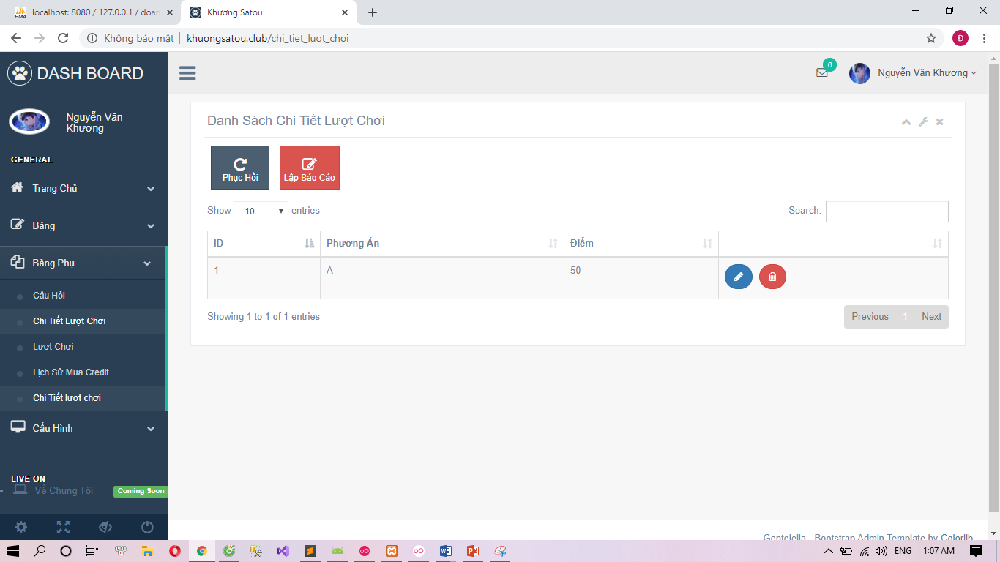 localhost: 8080 / 127.0.0.1 / doan
Khương Satou
Không bảo mật
khuongsatou.club/chi_tiet_luot_choi
Đ
DASH BOARD
6
Nguyễn Văn Khương
Nguyễn Văn
Khương
GENERAL
Trang Chủ
Bảng
Bảng Phụ
Câu Hỏi
Chi Tiết Lượt Chơi
Lượt Chơi
Lịch Sử Mua Credit
Chi Tiết lượt chơi
Cấu Hình
LIVE ON
Về Chúng Tôi
Coming Soon
Danh Sách Chi Tiết Lượt Chơi
Phục Hồi
Lập Báo Cáo
Show 10 entries
Search:
ID Phương Án Điểm
1 A 50
Showing 1 to 1 of 1 entries
Previous 1 Next
Gentelella - Bootstrap Admin Template by Colorlib
ENG
1:07 AM